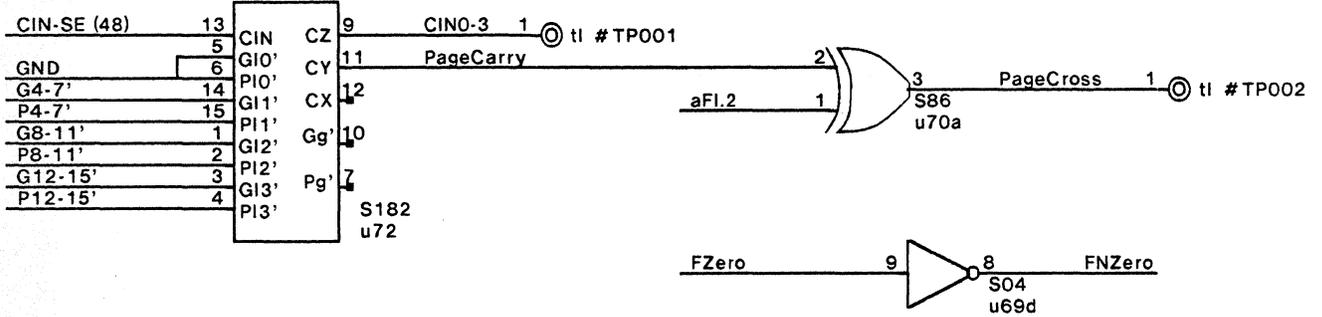 CIN-SE (48) 13 CIN CZ 9 CIN0-3 1 tl #TP001
5 GI0'
GND 6 PI0' CY 11 PageCarry 2
G4-7' 14 GI1' CX 12
P4-7' 15 PI1'
G8-11' 1 GI2' Gg' 10
P8-11' 2 PI2'
G12-15' 3 GI3' Pg' 7
P12-15' 4 PI3'
S182
u72
aFl.2 1
3 PageCross 1 tl #TP002
S86
u70a
FZero 9 8 FNZero
S04
u69d